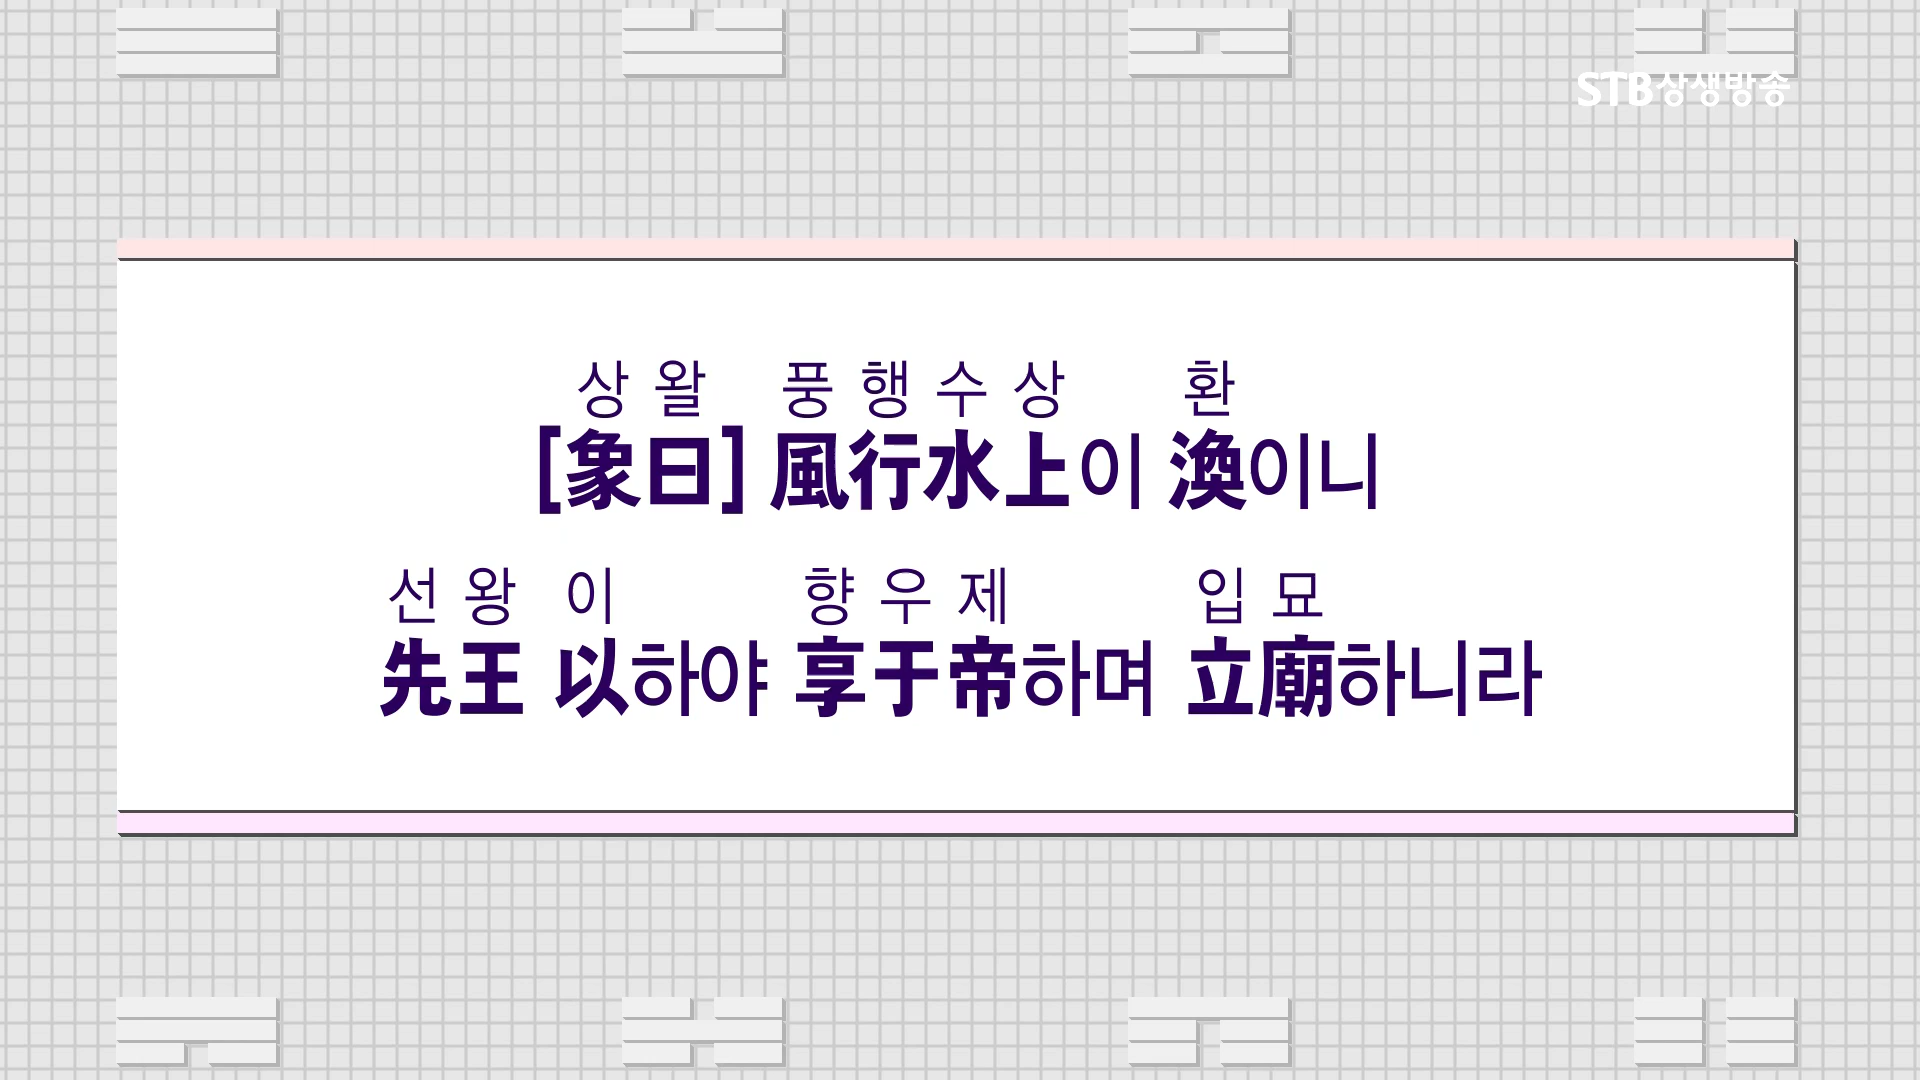 STB상생방송
상왈 풍행수상 환
[象曰] 風行水上이 渙이니
선왕 이 향우제 입묘
先王 以하야 享于帝하며 立廟하니라